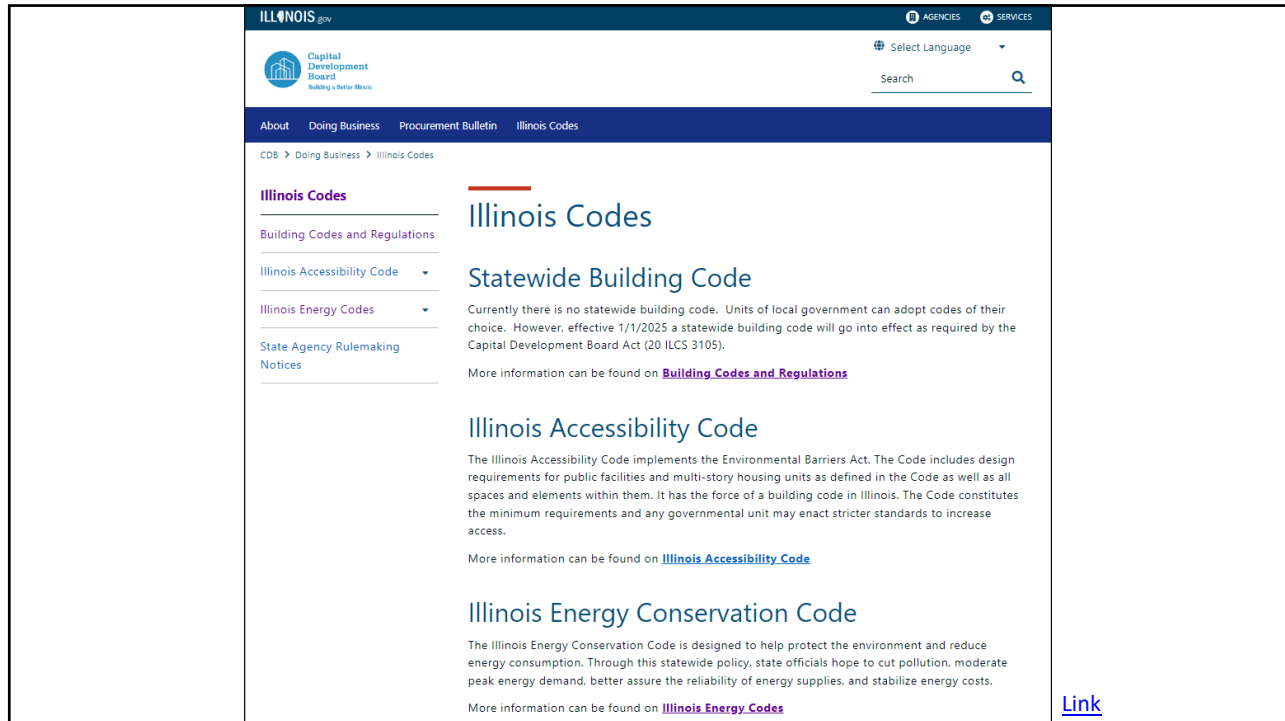 ILLINOIS.gov
AGENCIES
SERVICES
Capital
Development
Board
Building a Better Illinois
Select Language
Search
About
Doing Business
Procurement Bulletin
Illinois Codes
CDB > Doing Business > Illinois Codes
Illinois Codes
Building Codes and Regulations
Illinois Accessibility Code
Illinois Energy Codes
State Agency Rulemaking
Notices
Illinois Codes
Statewide Building Code
Currently there is no statewide building code. Units of local government can adopt codes of their
choice. However, effective 1/1/2025 a statewide building code will go into effect as required by the
Capital Development Board Act (20 ILCS 3105).
More information can be found on Building Codes and Regulations
Illinois Accessibility Code
The Illinois Accessibility Code implements the Environmental Barriers Act. The Code includes design
requirements for public facilities and multi-story housing units as defined in the Code as well as all
spaces and elements within them. It has the force of a building code in Illinois. The Code constitutes
the minimum requirements and any governmental unit may enact stricter standards to increase
access.
More information can be found on Illinois Accessibility Code
Illinois Energy Conservation Code
The Illinois Energy Conservation Code is designed to help protect the environment and reduce
energy consumption. Through this statewide policy, state officials hope to cut pollution, moderate
peak energy demand, better assure the reliability of energy supplies, and stabilize energy costs.
More information can be found on Illinois Energy Codes
Link